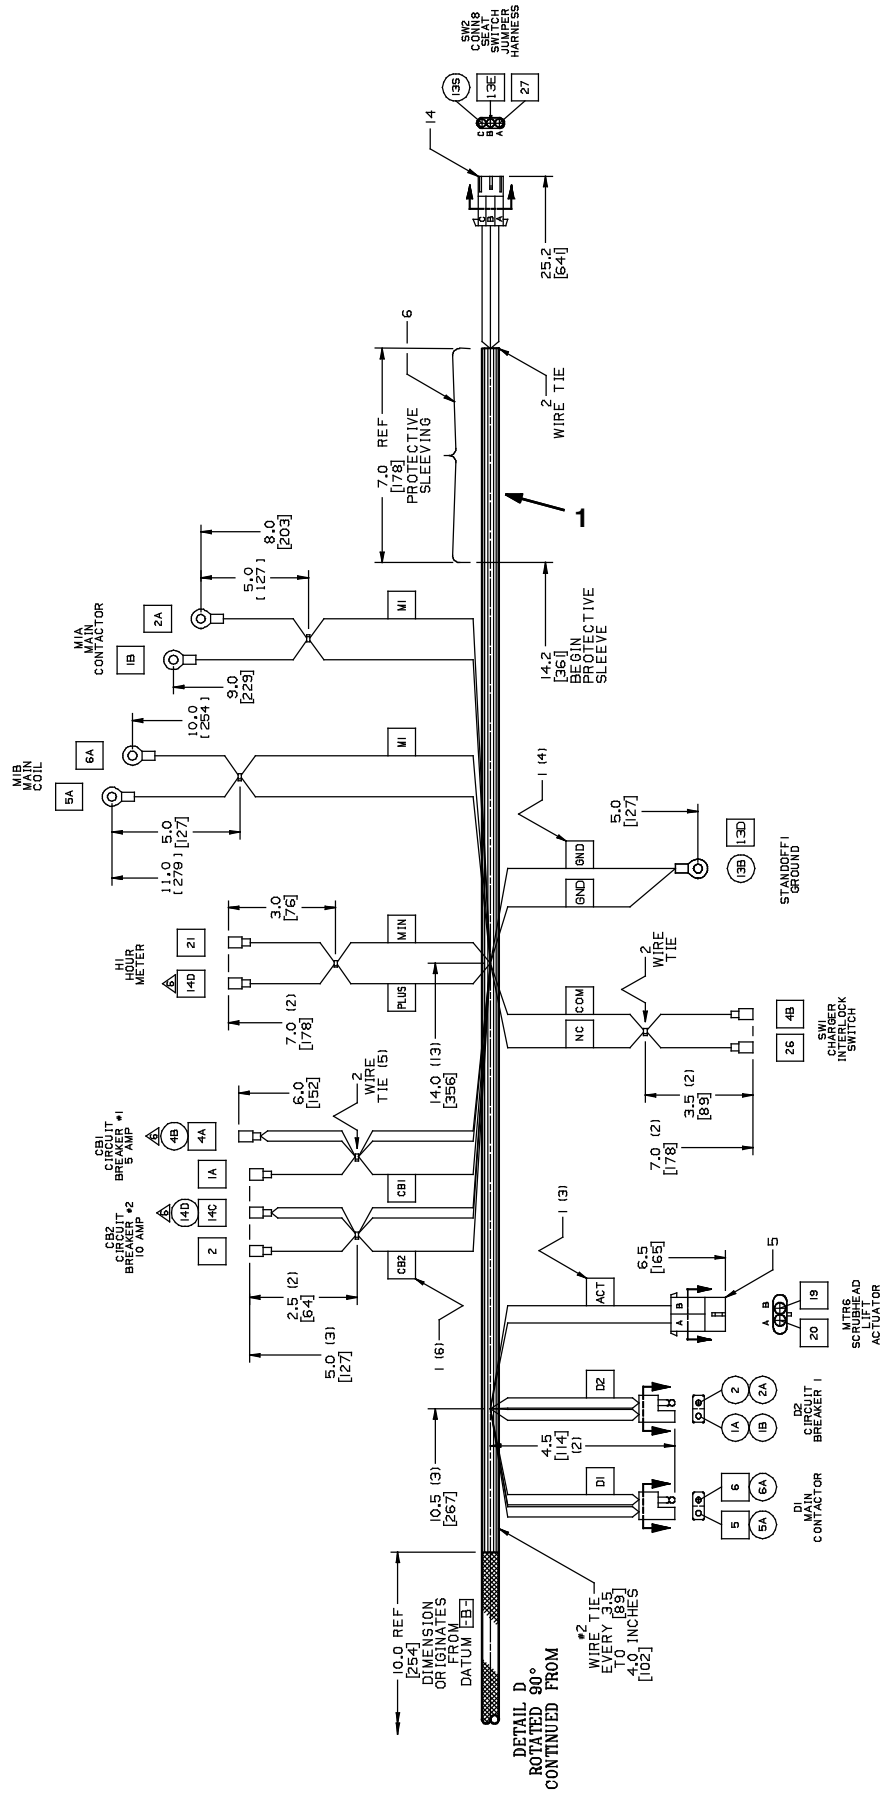 SW2
CONN8
SEAT
SWITCH
JUMPER
HARNESS
13S
13E
27
C
B
A
14
C
B
A
25.2
[641]
6
7.0 REF
[178]
PROTECTIVE
SLEEVING
2
WIRE TIE
1
14.2
[361]
BEGIN
PROTECTIVE
SLEEVE
M1A
MAIN
CONTACTOR
1B
2A
8.0
[203]
5.0
[127]
9.0
[229]
M1
M1B
MAIN
COIL
5A
6A
10.0
[254]
5.0
[127]
11.0
[279]
M1
1 (4)
GND
GND
5.0
[127]
13B
13D
STANDOFF1
GROUND
H1
HOUR
METER
6
14D
21
3.0
[76]
7.0 (2)
[178]
PLUS
MIN
14.0 (13)
[356]
NC
COM
2
WIRE
TIE
3.5 (2)
[89]
7.0 (2)
[178]
26
4B
SW1
CHARGER
INTERLOCK
SWITCH
CB1
CIRCUIT
BREAKER #1
5 AMP
6
4B
4A
1A
6.0
[152]
2
WIRE
TIE (5)
CB1
CB2
CIRCUIT
BREAKER #2
10 AMP
6
14D
14C
2
2.5 (2)
[64]
5.0 (3)
[127]
CB2
1 (6)
1 (3)
ACT
6.5
[165]
A
B
5
A
B
20
19
MTR6
SCRUBHEAD
LIFT
ACTUATOR
10.5 (3)
[267]
D2
4.5
[114]
(2)
2
2A
1A
1B
D2
CIRCUIT
BREAKER 1
D1
6
6A
5
5A
D1
MAIN
CONTACTOR
10.0 REF
[254]
DIMENSION
ORIGINATES
FROM
DATUM -B-
#2
WIRE TIE
EVERY 3.5
[89]
TO
4.0 INCHES
[102]
DETAIL D
ROTATED 90°
CONTINUED FROM